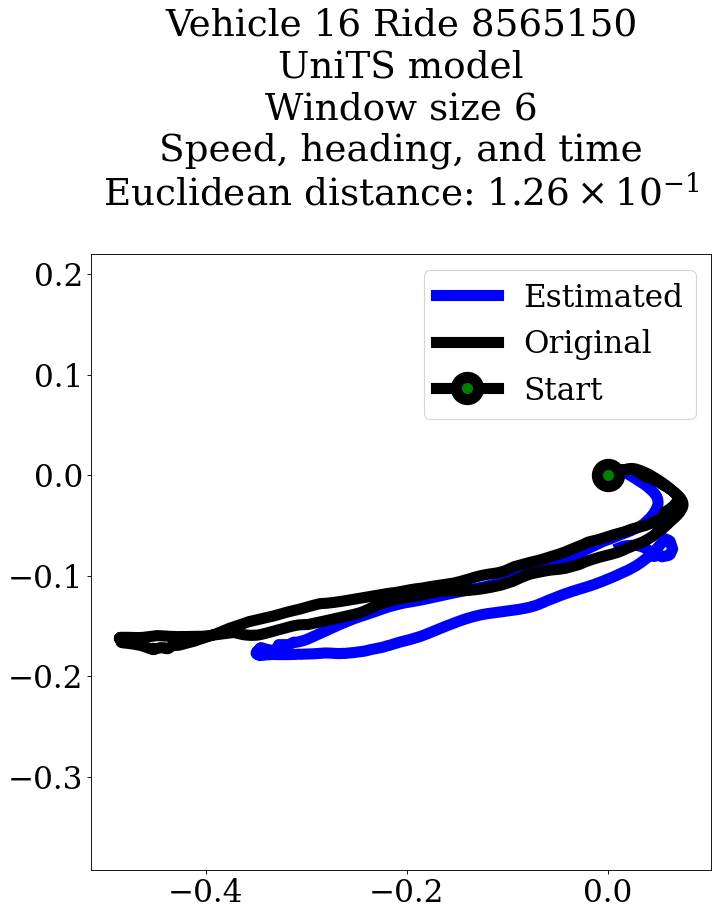 Vehicle 16 Ride 8565150
UniTS model
Window size 6
Speed, heading, and time
Euclidean distance: 1.26 × 10⁻¹
Estimated
Original
Start
0.2
0.1
0.0
−0.1
−0.2
−0.3
−0.4
−0.2
0.0